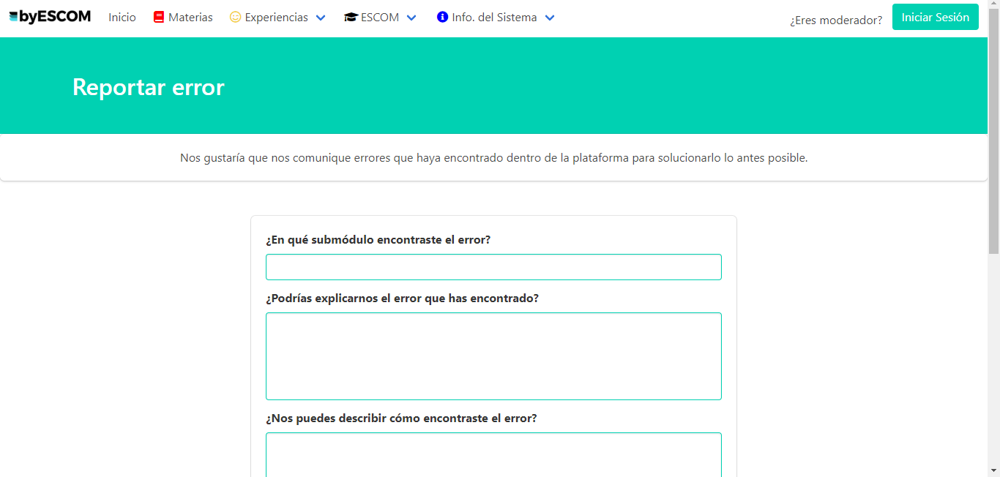 byESCOM Inicio Materias Experiencias ESCOM Info. del Sistema ¿Eres moderador? Iniciar Sesión
Reportar error
Nos gustaría que nos comunique errores que haya encontrado dentro de la plataforma para solucionarlo lo antes posible.
¿En qué submódulo encontraste el error?
¿Podrías explicarnos el error que has encontrado?
¿Nos puedes describir cómo encontraste el error?